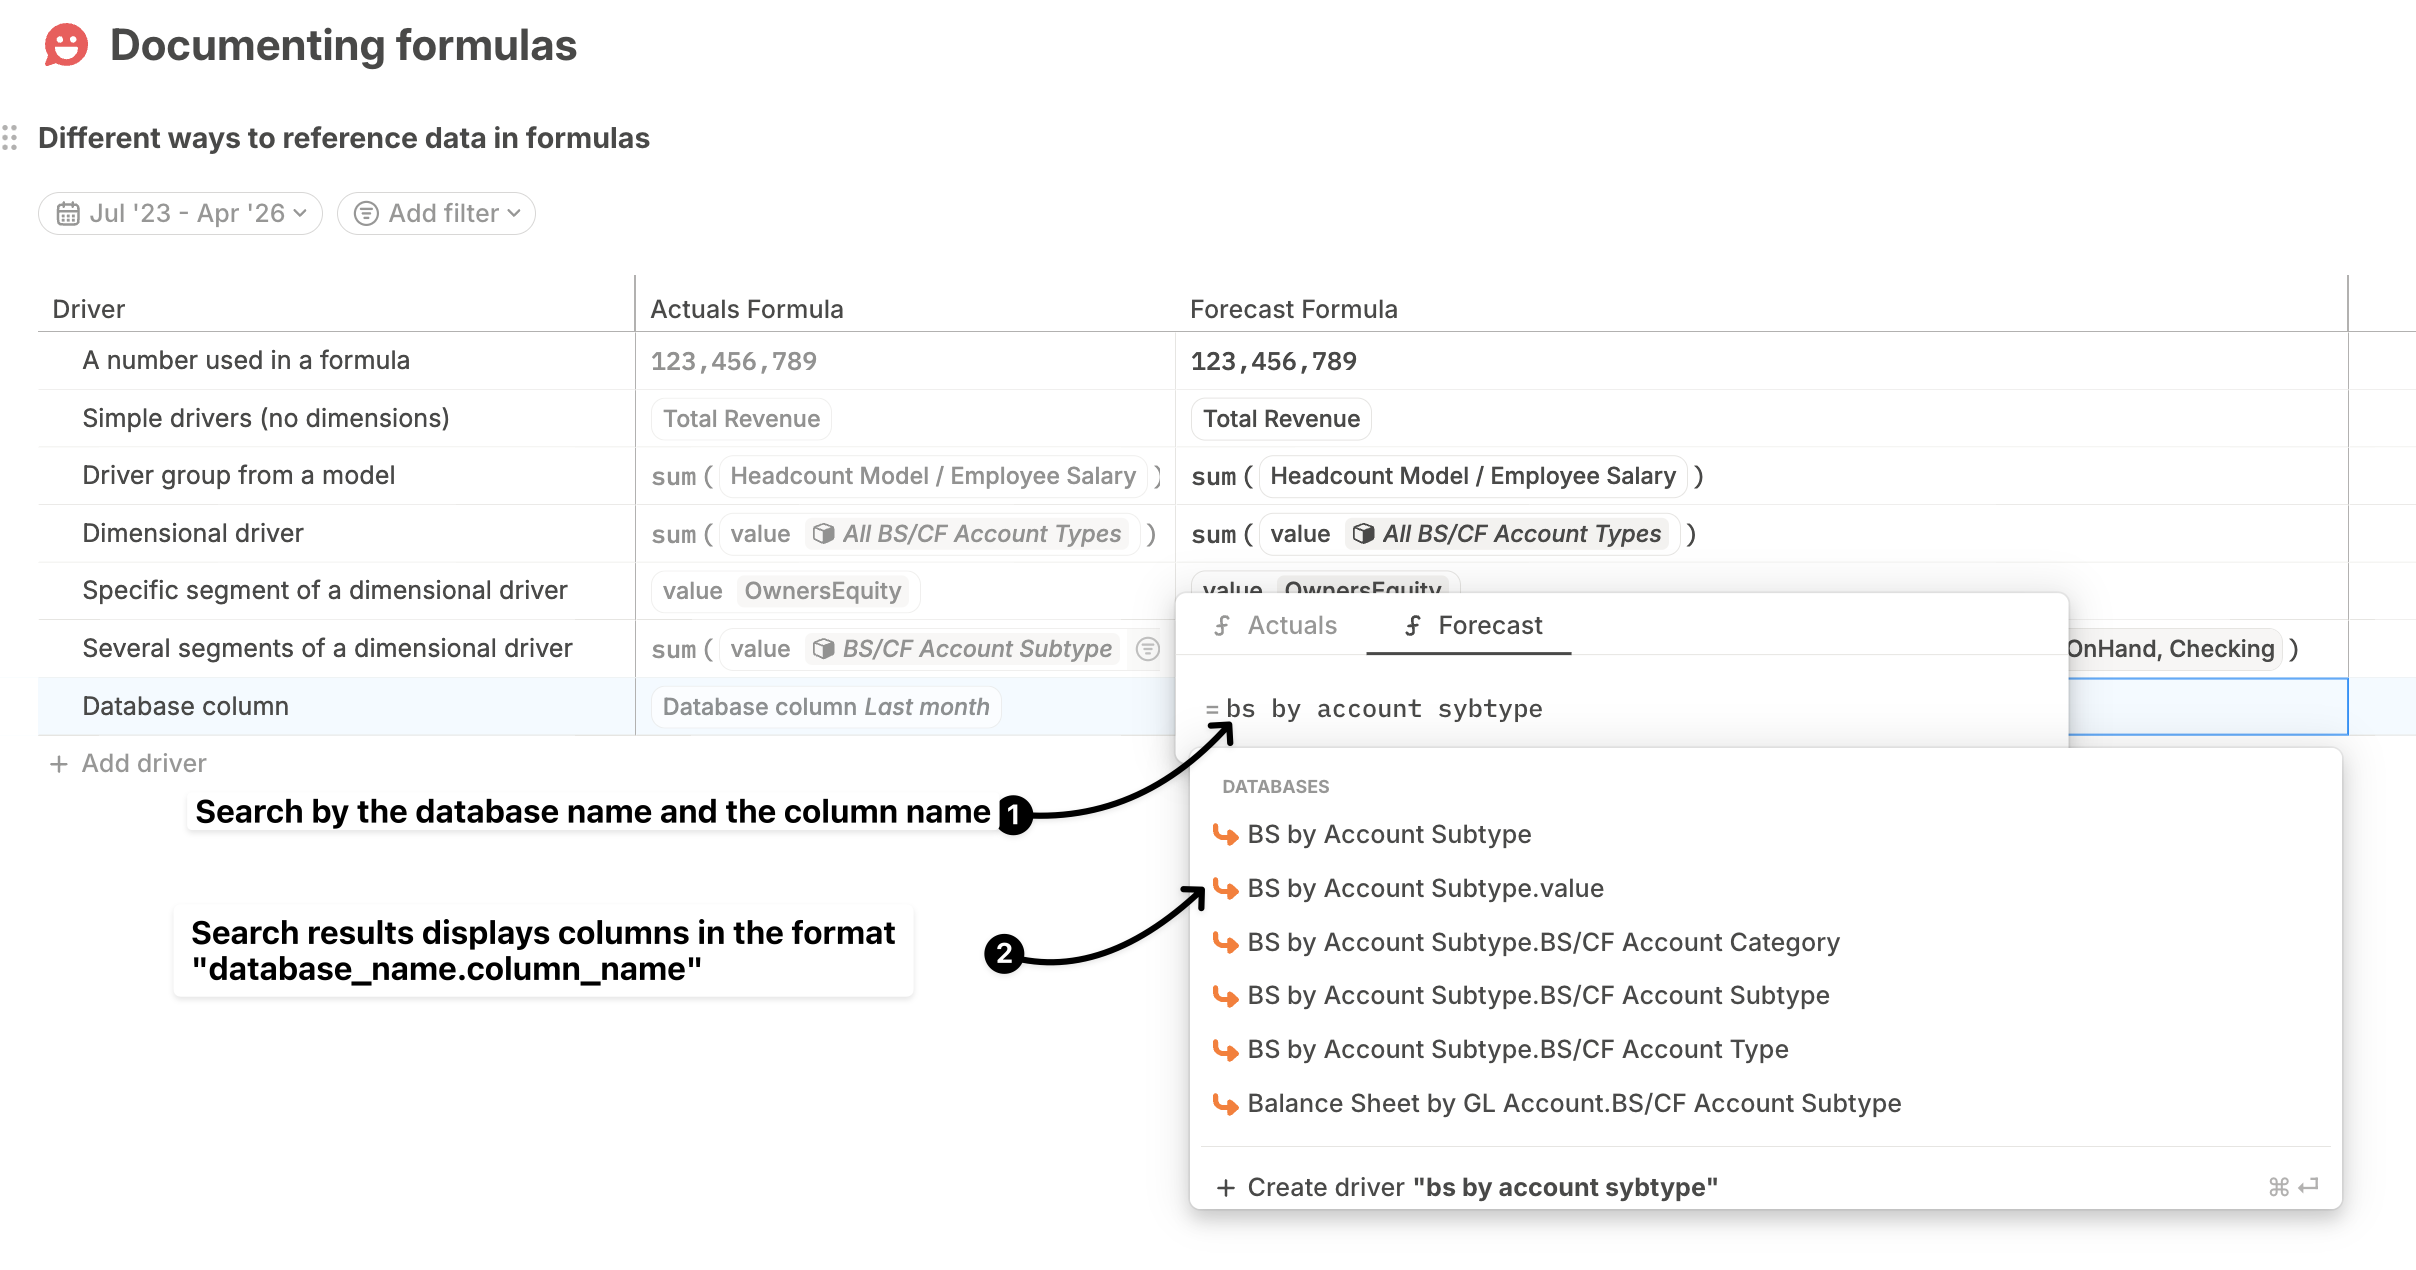 Documenting formulas
Different ways to reference data in formulas
Jul '23 - Apr '26 Add filter
Driver Actuals Formula Forecast Formula
A number used in a formula 123,456,789 123,456,789
Simple drivers (no dimensions) Total Revenue Total Revenue
Driver group from a model sum ( Headcount Model / Employee Salary ) sum ( Headcount Model / Employee Salary )
Dimensional driver sum ( value All BS/CF Account Types ) sum ( value All BS/CF Account Types )
Specific segment of a dimensional driver value OwnersEquity value OwnersEquity
Actuals Forecast
Several segments of a dimensional driver sum ( value BS/CF Account Subtype OnHand, Checking )
Database column Database column Last month =bs by account sybtype
+ Add driver
Search by the database name and the column name 1
Search results displays columns in the format
"database_name.column_name"
2
DATABASES
BS by Account Subtype
BS by Account Subtype.value
BS by Account Subtype.BS/CF Account Category
BS by Account Subtype.BS/CF Account Subtype
BS by Account Subtype.BS/CF Account Type
Balance Sheet by GL Account.BS/CF Account Subtype
+ Create driver "bs by account sybtype" ⌘ ↵